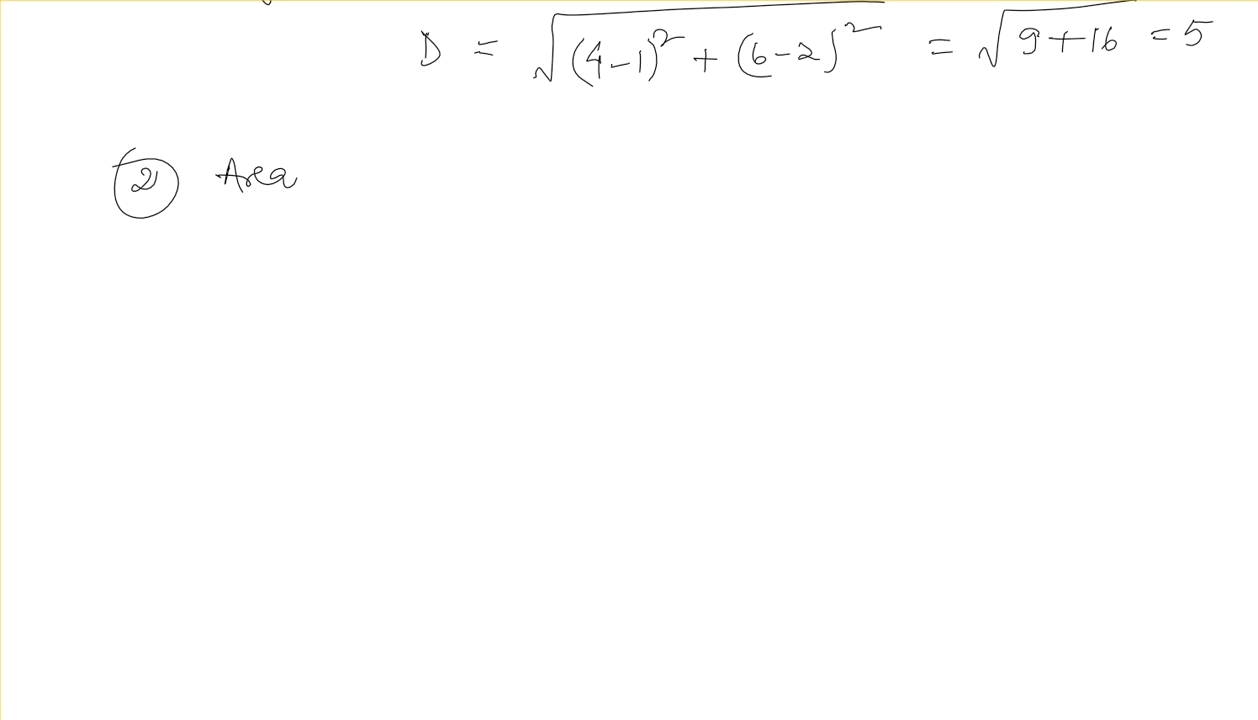 D = √(4-1)² + (6-2)² = √9+16 = 5
② Area